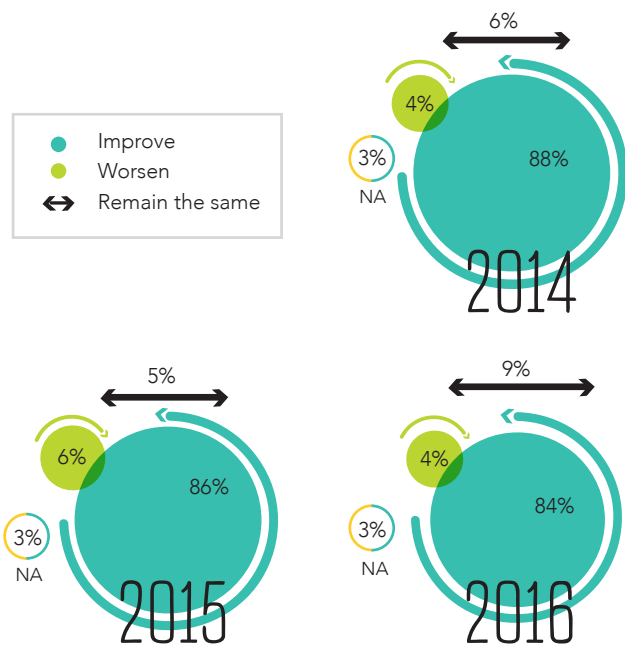 Improve
Worsen
Remain the same
6%
4%
3%
88%
NA
2014
5%
6%
86%
3%
NA
2015
9%
4%
84%
3%
NA
2016